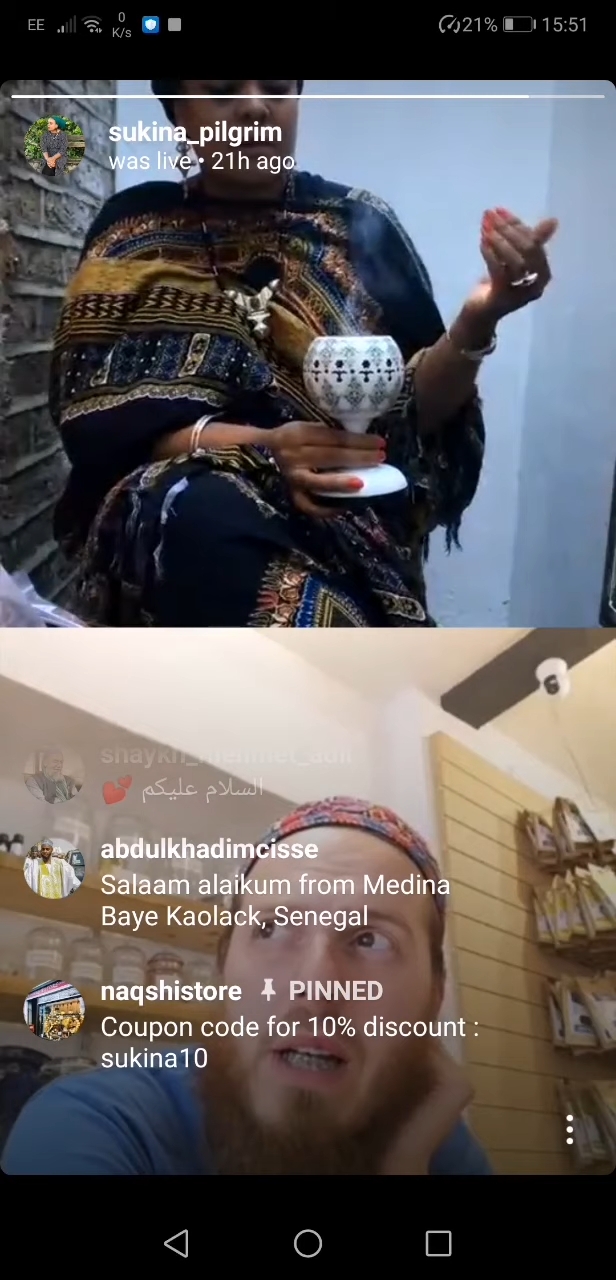 EE
0
K/s
21%
15:51
sukina_pilgrim
was live • 21h ago
shaykh_mehmet_adil
💕 السلام عليكم
abdulkhadimcisse
Salaam alaikum from Medina
Baye Kaolack, Senegal
naqshistore 📌 PINNED
Coupon code for 10% discount :
sukina10